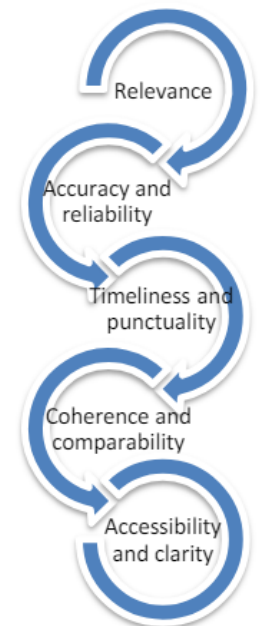 Relevance
Accuracy and
reliability
Timeliness and
punctuality
Coherence and
comparability
Accessibility
and clarity